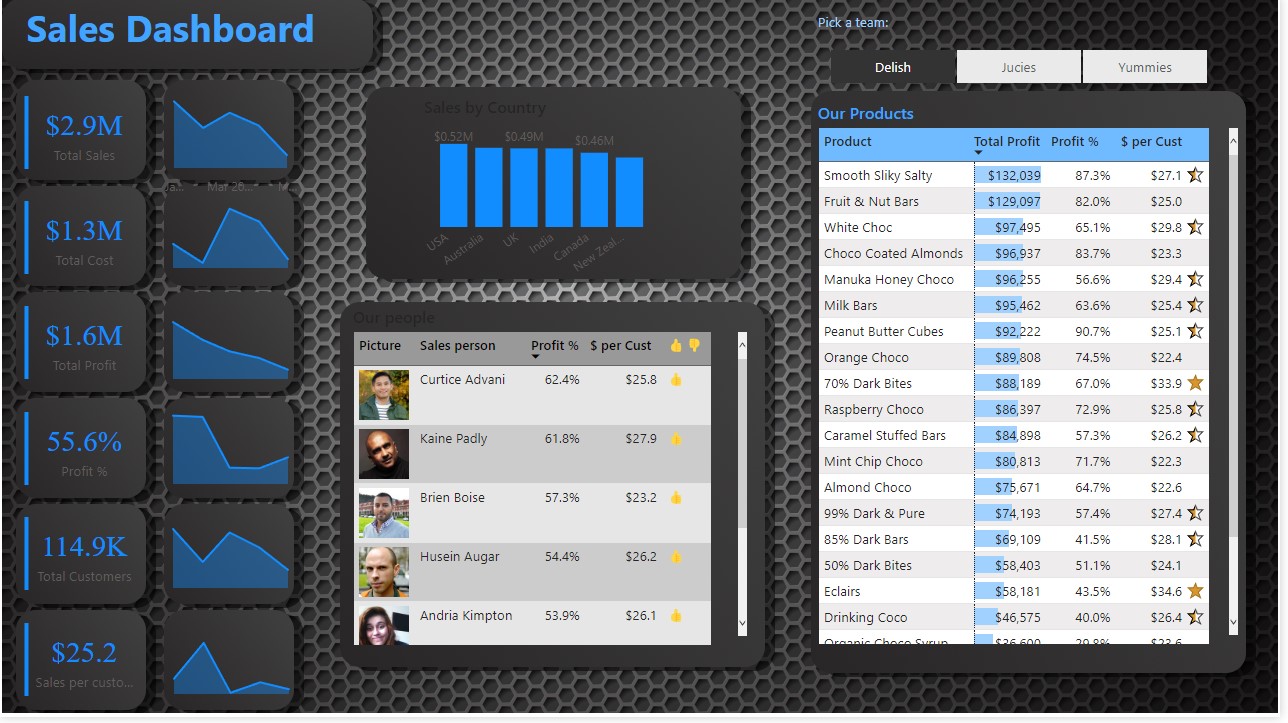 Sales Dashboard
Pick a team:
Delish Jucies Yummies
$2.9M
Total Sales
Ja... Mar 20... M...
$1.3M
Total Cost
$1.6M
Total Profit
55.6%
Profit %
114.9K
Total Customers
$25.2
Sales per custo...
Sales by Country
$0.52M $0.49M $0.46M
USA Australia UK India Canada New Zeal...
Our people
Picture Sales person Profit % $ per Cust 👍 👎
Curtice Advani 62.4% $25.8 👍
Kaine Padly 61.8% $27.9 👍
Brien Boise 57.3% $23.2 👍
Husein Augar 54.4% $26.2 👍
Andria Kimpton 53.9% $26.1 👍
Our Products
Product Total Profit Profit % $ per Cust
Smooth Sliky Salty $132,039 87.3% $27.1
Fruit & Nut Bars $129,097 82.0% $25.0
White Choc $97,495 65.1% $29.8
Choco Coated Almonds $96,937 83.7% $23.3
Manuka Honey Choco $96,255 56.6% $29.4
Milk Bars $95,462 63.6% $25.4
Peanut Butter Cubes $92,222 90.7% $25.1
Orange Choco $89,808 74.5% $22.4
70% Dark Bites $88,189 67.0% $33.9
Raspberry Choco $86,397 72.9% $25.8
Caramel Stuffed Bars $84,898 57.3% $26.2
Mint Chip Choco $80,813 71.7% $22.3
Almond Choco $75,671 64.7% $22.6
99% Dark & Pure $74,193 57.4% $27.4
85% Dark Bars $69,109 41.5% $28.1
50% Dark Bites $58,403 51.1% $24.1
Eclairs $58,181 43.5% $34.6
Drinking Coco $46,575 40.0% $26.4
Organic Choco Syrup